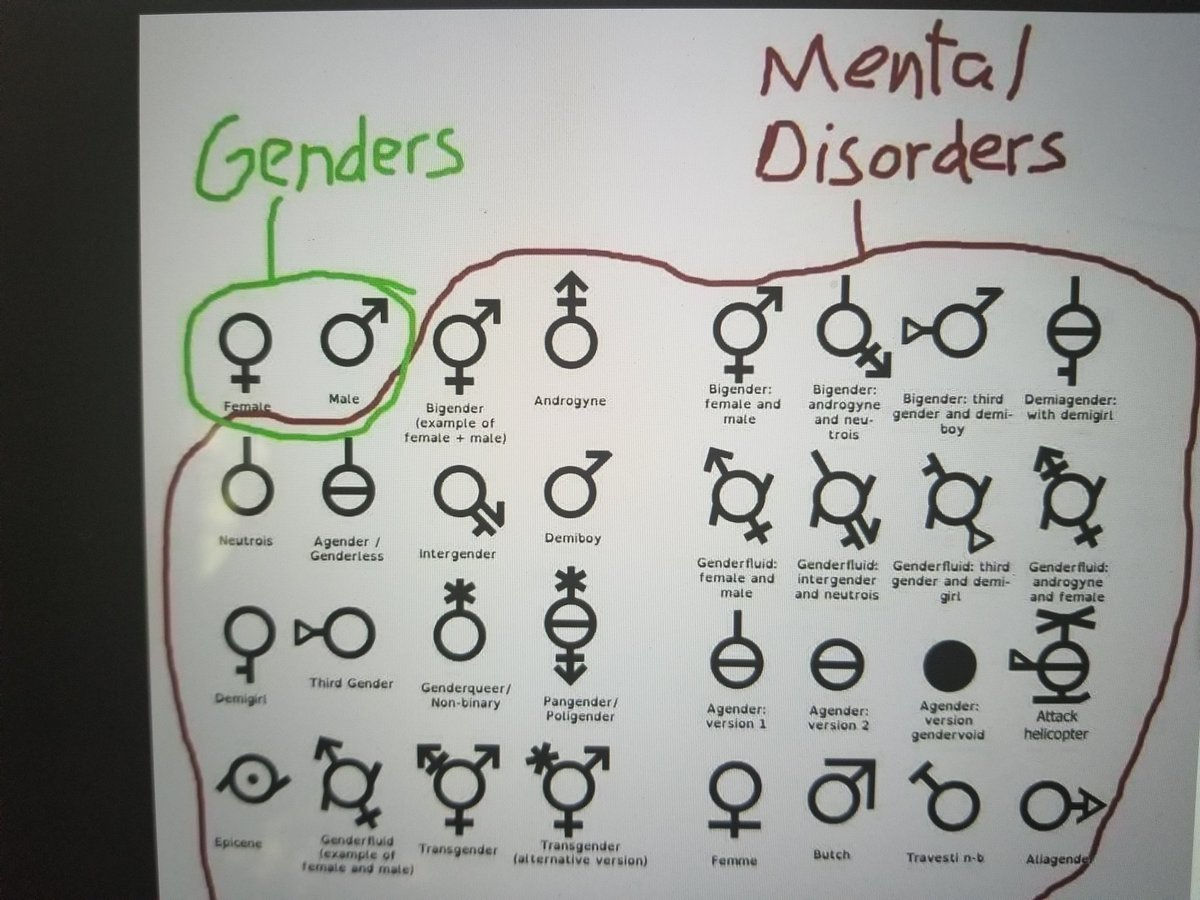 Mental
Disorders
Genders
Female
Male
Bigender
(example of
female + male)
Androgyne
Bigender:
female and
male
Bigender:
androgyne
and neu-
trois
Bigender: third
gender and demi-
boy
Demiagender:
with demigirl
Neutrois
Agender /
Genderless
Intergender
Demiboy
Genderfluid:
female and
male
Genderfluid:
intergender
and neutrois
Genderfluid: third
gender and demi-
girl
Genderfluid:
androgyne
and female
Demigirl
Third Gender
Genderqueer/
Non-binary
Pangender/
Poligender
Agender:
version 1
Agender:
version 2
Agender:
version
gendervoid
Attack
helicopter
Epicene
Genderfluid
(example of
female and male)
Transgender
Transgender
(alternative version)
Femme
Butch
Travesti n-b
Aliagender